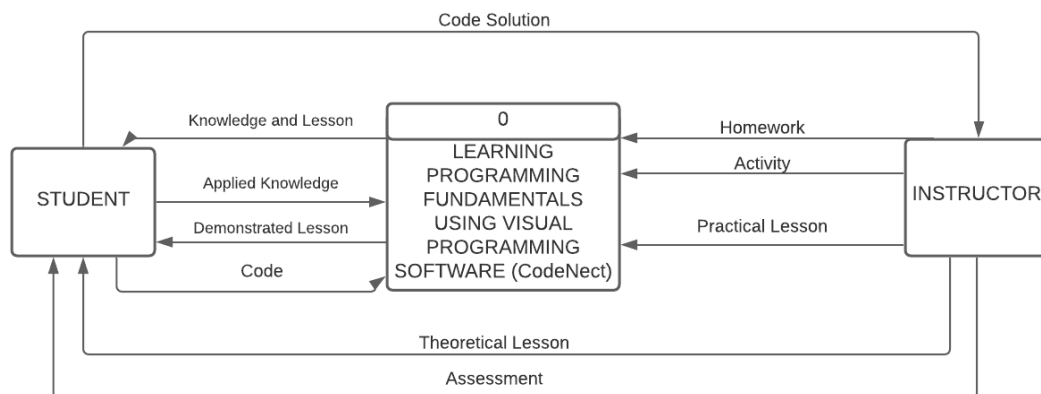 Code Solution
Knowledge and Lesson
0
Homework
LEARNING
PROGRAMMING
FUNDAMENTALS
USING VISUAL
PROGRAMMING
SOFTWARE (CodeNect)
Activity
STUDENT
Applied Knowledge
INSTRUCTOR
Demonstrated Lesson
Practical Lesson
Code
Theoretical Lesson
Assessment